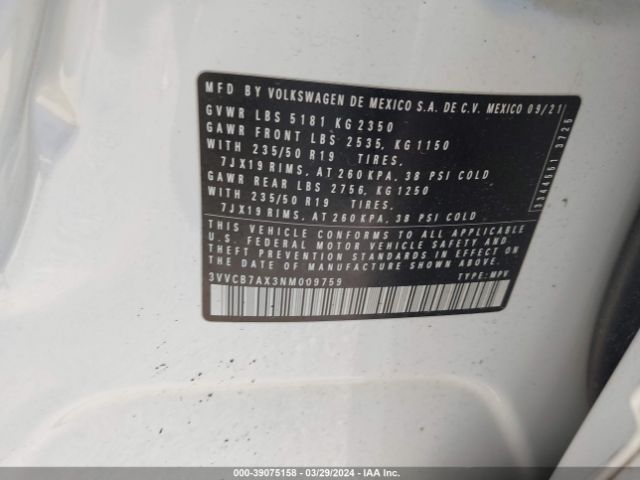 MFD BY VOLKSWAGEN DE MEXICO S.A. DE C.V. MEXICO 09/21
GVWR LBS 5181 KG 2350
GAWR FRONT LBS 2535, KG 1150
WITH 235/50 R19 TIRES,
7JX19 RIMS, AT 260 KPA, 38 PSI COLD
GAWR REAR LBS 2756, KG 1250
WITH 235/50 R19 TIRES,
7JX19 RIMS, AT 260 KPA, 38 PSI COLD
THIS VEHICLE CONFORMS TO ALL APPLICABLE
U.S. FEDERAL MOTOR VEHICLE SAFETY AND
THEFT PREVENTION STANDARDS IN EFFECT ON
THE DATE OF MANUFACTURE SHOWN ABOVE
3VVCB7AX3NM009759 TYPE: MPV
3344551 3725
000-39075158 - 03/29/2024 - IAA Inc.